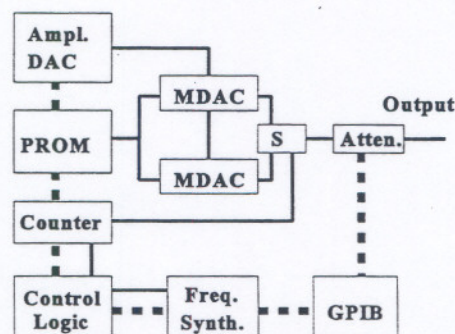 Ampl.
DAC
MDAC
Output
PROM
S
Atten.
MDAC
Counter
Control
Logic
Freq.
Synth.
GPIB